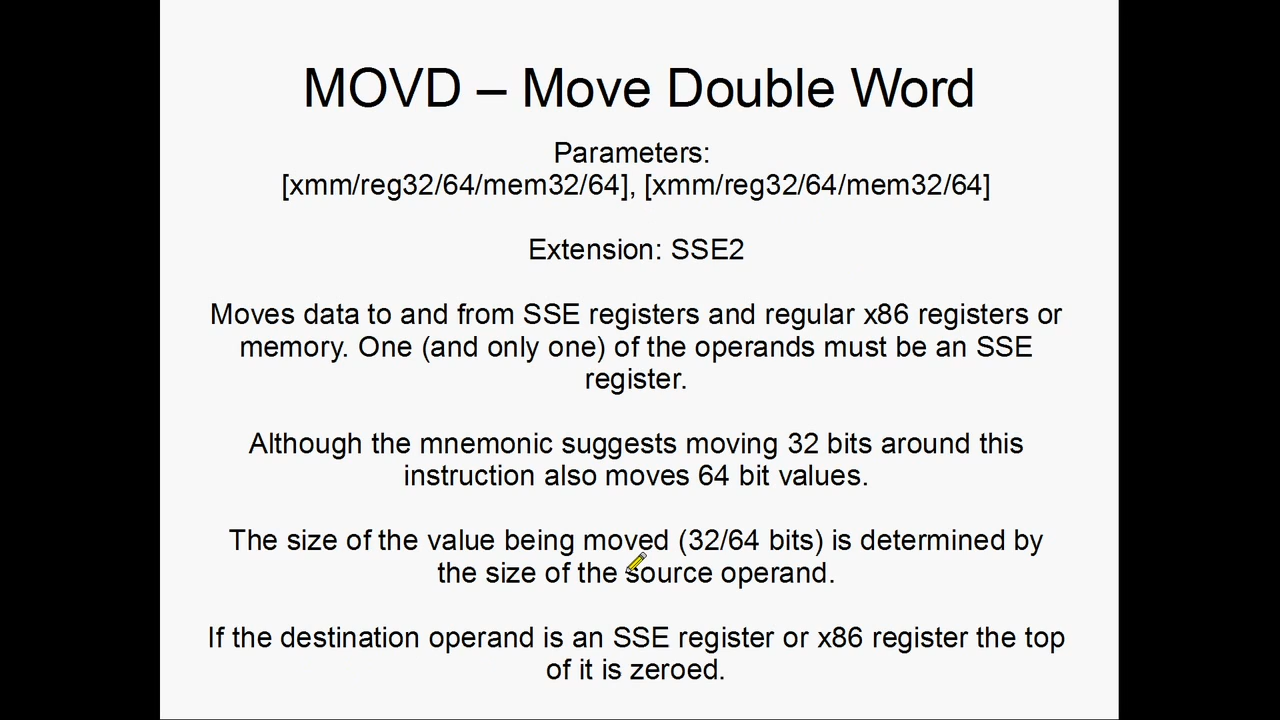 MOVD – Move Double Word
Parameters:
[xmm/reg32/64/mem32/64], [xmm/reg32/64/mem32/64]
Extension: SSE2
Moves data to and from SSE registers and regular x86 registers or
memory. One (and only one) of the operands must be an SSE
register.
Although the mnemonic suggests moving 32 bits around this
instruction also moves 64 bit values.
The size of the value being moved (32/64 bits) is determined by
the size of the source operand.
If the destination operand is an SSE register or x86 register the top
of it is zeroed.